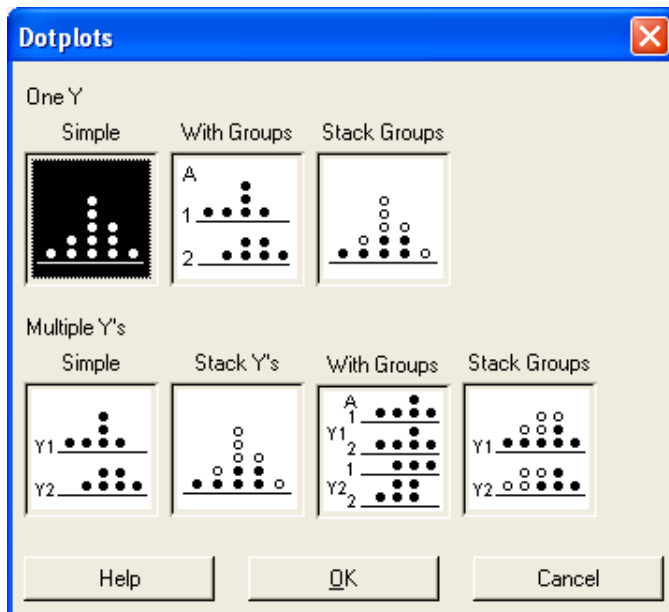 Dotplots
One Y
Simple
With Groups
Stack Groups
A
1
2
Multiple Y's
Simple
Stack Y's
With Groups
Stack Groups
Y1
Y2
A
1
Y1
2
1
Y2
2
Y1
Y2
Help
OK
Cancel